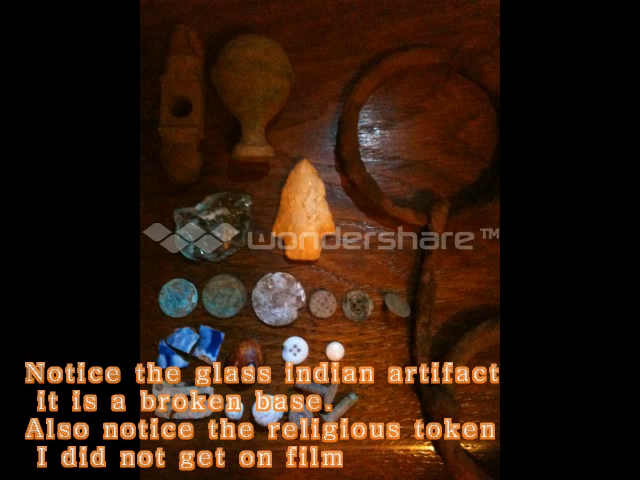 wondershare™
Notice the glass indian artifact
it is a broken base.
Also notice the religious token
I did not get on film